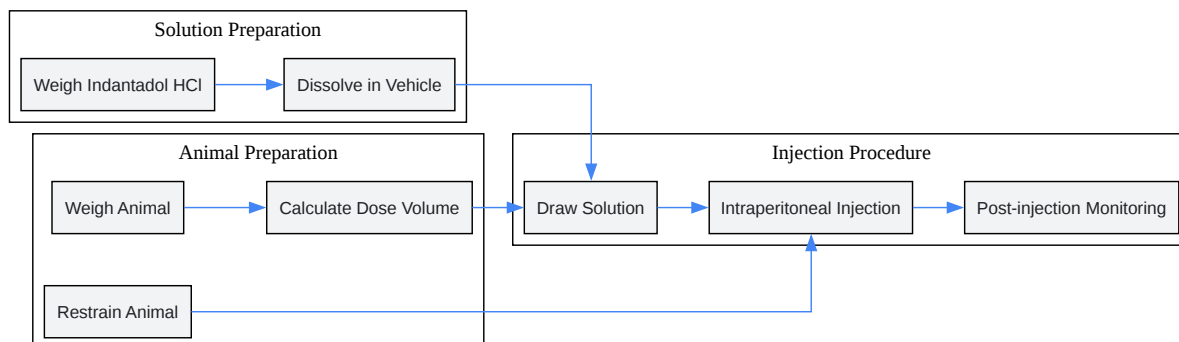 Solution Preparation
Weigh Indantadol HCl
Dissolve in Vehicle
Animal Preparation
Weigh Animal
Calculate Dose Volume
Restrain Animal
Injection Procedure
Draw Solution
Intraperitoneal Injection
Post-injection Monitoring